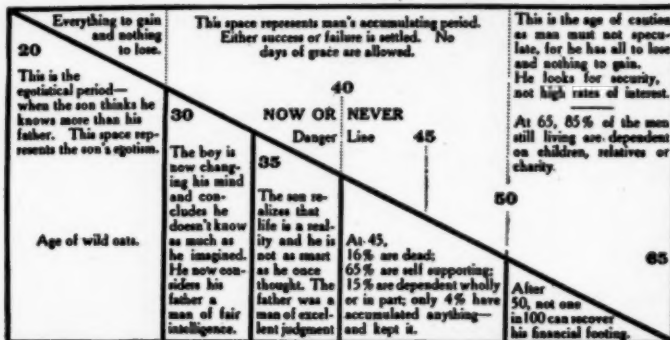 Everything to gain
and nothing
to lose.
20
This is the
egotistical period—
when the son thinks he
knows more than his
father. This space rep-
resents the son's egotism.
Age of wild oats.
This space represents man's accumulating period.
Either success or failure is settled. No
days of grace are allowed.
30
The boy is
now chang-
ing his mind
and con-
cludes he
doesn't know
as much as
he imagined.
He now con-
siders his
father a
man of fair
intelligence.
35
The son re-
alizes that
life is a real-
ity and he is
not as smart
as he once
thought. The
father was a
man of excel-
lent judgment
40
NOW OR NEVER
Danger Line
45
At 45,
16% are dead;
65% are self supporting;
15% are dependent wholly
or in part; only 4% have
accumulated anything—
and kept it.
This is the age of caution
as man must not specu-
late, for he has all to lose
and nothing to gain.
He looks for security,
not high rates of interest.
At 65, 85% of the men
still living are dependent
on children, relatives or
charity.
50
After
50, not one
in 100 can recover
his financial footing.
65